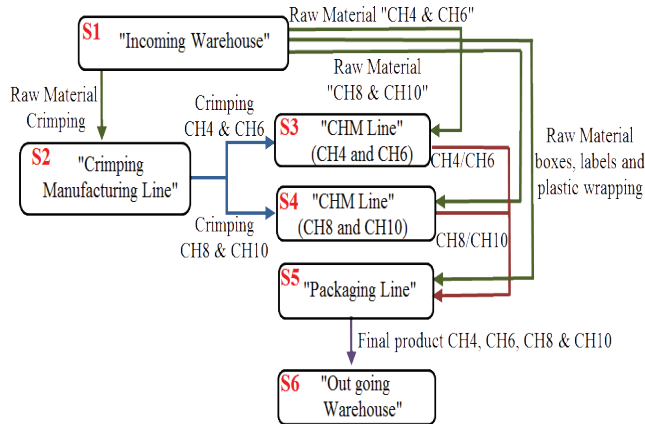 S1
"Incoming Warehouse"
Raw Material "CH4 & CH6"
Raw Material
"CH8 & CH10"
Raw Material
Crimping
Crimping
CH4 & CH6
S2
"Crimping
Manufacturing Line"
S3
"CHM Line"
(CH4 and CH6)
CH4/CH6
Raw Material
boxes, labels and
plastic wrapping
S4
"CHM Line"
(CH8 and CH10)
Crimping
CH8 & CH10
CH8/CH10
S5
"Packaging Line"
Final product CH4, CH6, CH8 & CH10
S6
"Out going
Warehouse"